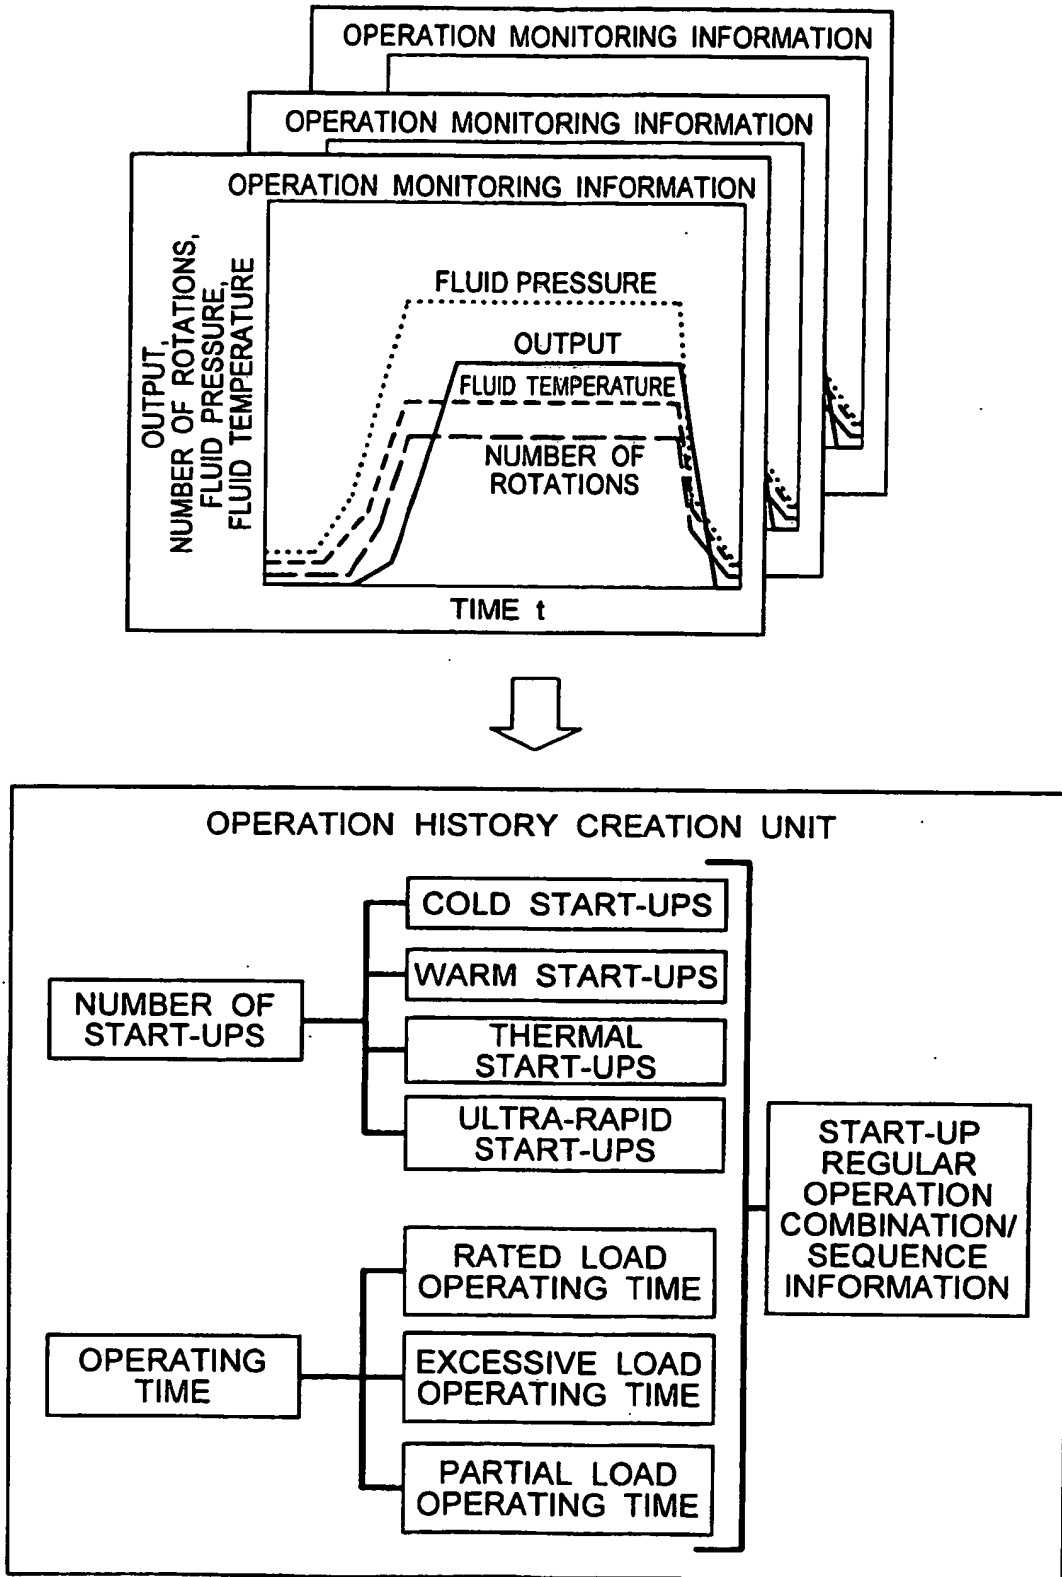 OPERATION MONITORING INFORMATION
OPERATION MONITORING INFORMATION
OPERATION MONITORING INFORMATION
OUTPUT,
NUMBER OF ROTATIONS,
FLUID PRESSURE,
FLUID TEMPERATURE
FLUID PRESSURE
OUTPUT
FLUID TEMPERATURE
NUMBER OF
ROTATIONS
TIME t
OPERATION HISTORY CREATION UNIT
NUMBER OF
START-UPS
COLD START-UPS
WARM START-UPS
THERMAL
START-UPS
ULTRA-RAPID
START-UPS
OPERATING
TIME
RATED LOAD
OPERATING TIME
EXCESSIVE LOAD
OPERATING TIME
PARTIAL LOAD
OPERATING TIME
START-UP
REGULAR
OPERATION
COMBINATION/
SEQUENCE
INFORMATION